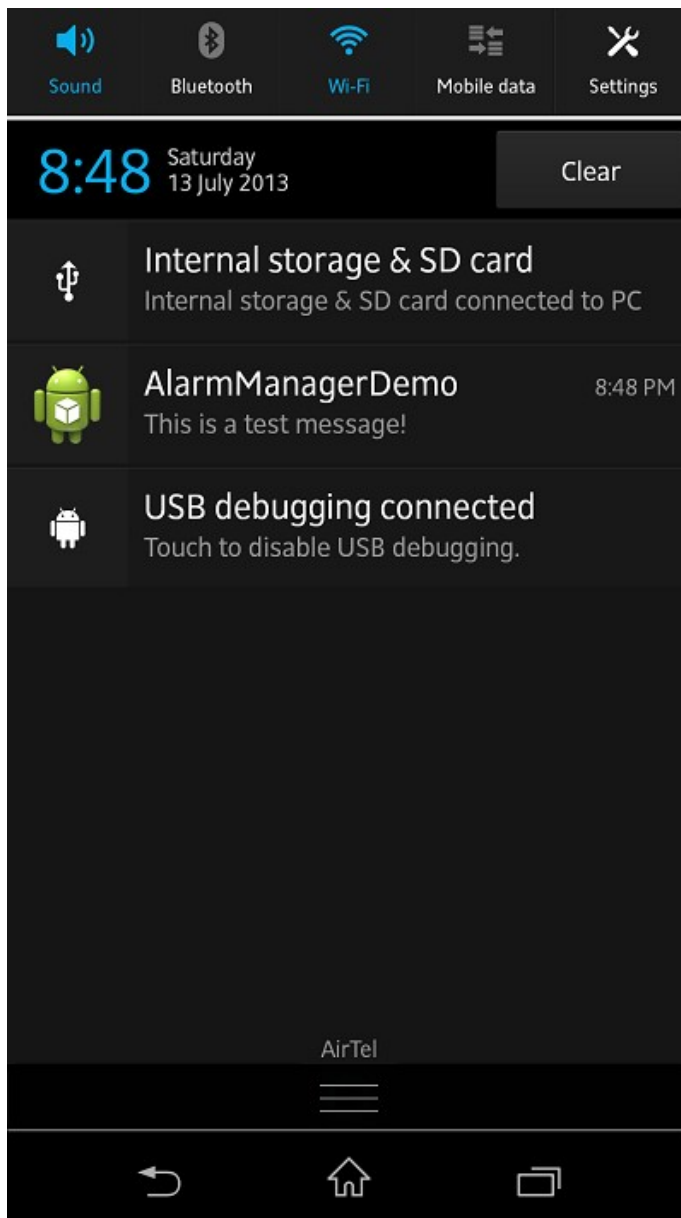 Sound Bluetooth Wi-Fi Mobile data Settings
8:48 Saturday
13 July 2013
Clear
Internal storage & SD card
Internal storage & SD card connected to PC
AlarmManagerDemo 8:48 PM
This is a test message!
USB debugging connected
Touch to disable USB debugging.
AirTel